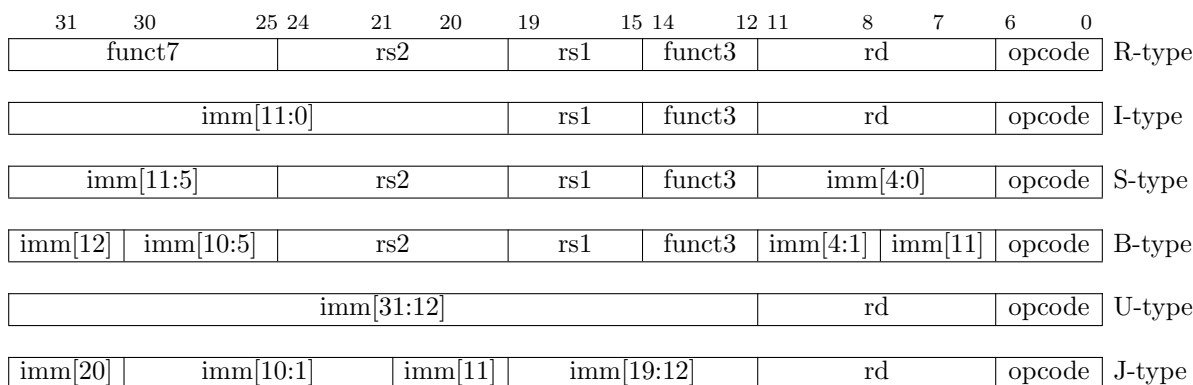 31 30 25 24 21 20 19 15 14 12 11 8 7 6 0
funct7 rs2 rs1 funct3 rd opcode R-type
imm[11:0] rs1 funct3 rd opcode I-type
imm[11:5] rs2 rs1 funct3 imm[4:0] opcode S-type
imm[12] imm[10:5] rs2 rs1 funct3 imm[4:1] imm[11] opcode B-type
imm[31:12] rd opcode U-type
imm[20] imm[10:1] imm[11] imm[19:12] rd opcode J-type